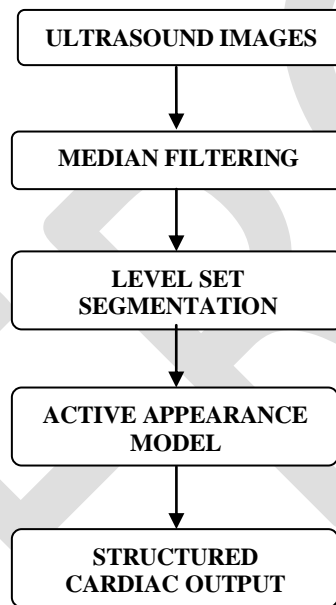 ULTRASOUND IMAGES
MEDIAN FILTERING
LEVEL SET
SEGMENTATION
ACTIVE APPEARANCE
MODEL
STRUCTURED
CARDIAC OUTPUT